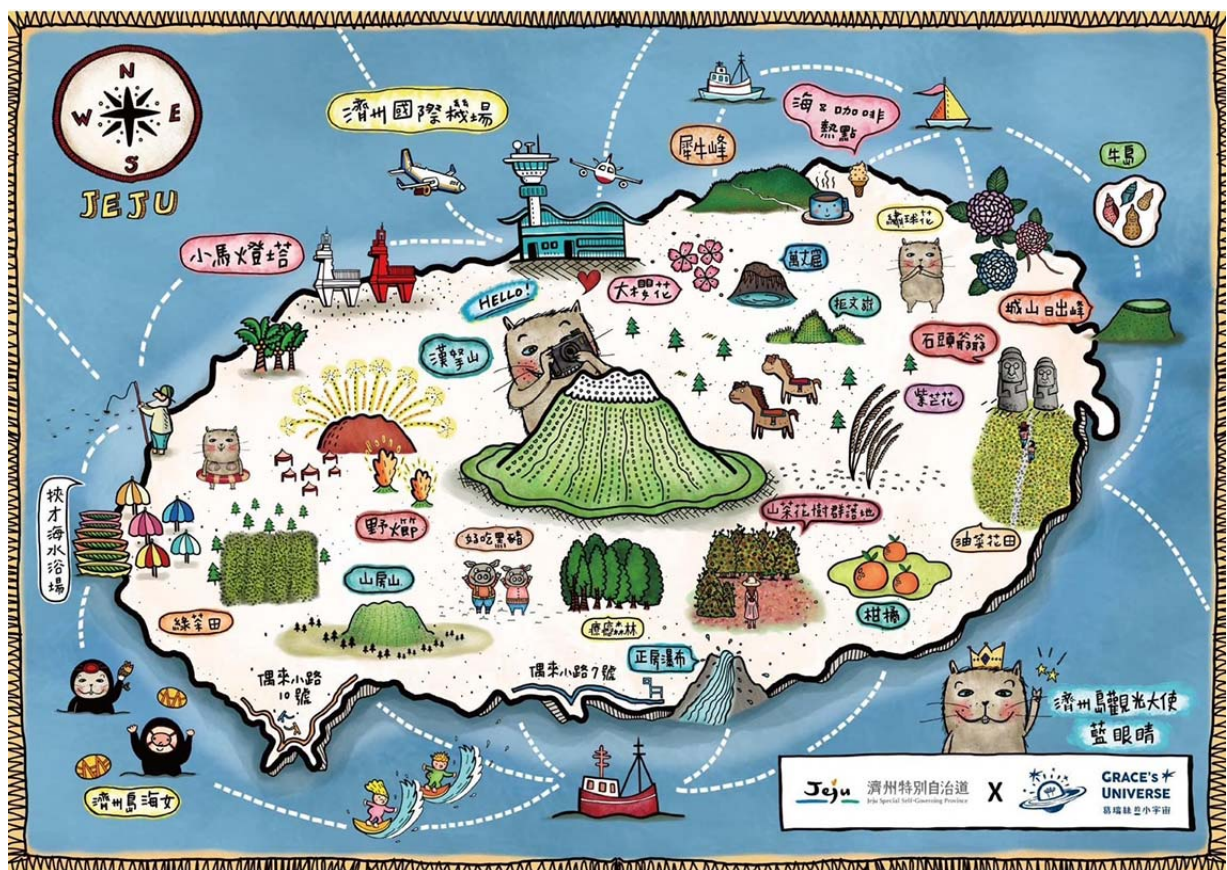 N
W
E
S
JEJU
濟州國際機場
犀牛峰
海&咖啡
熱點
牛島
繡球花
小馬燈塔
HELLO!
大櫻花
萬丈窟
拒文岳
城山日出峰
漢拏山
石頭爺爺
紫芒花
挾才海水浴場
野火節
好吃黑豬
山茶花樹群落地
油菜花田
山房山
柑橘
綠茶田
偶來小路
10號
偶來小路7號
正房瀑布
濟州島觀光大使
藍眼睛
濟州島海女
Jeju
濟州特別自治道
Jeju Special Self-Governing Province
X
GRACE's
UNIVERSE
葛瑞絲的小宇宙